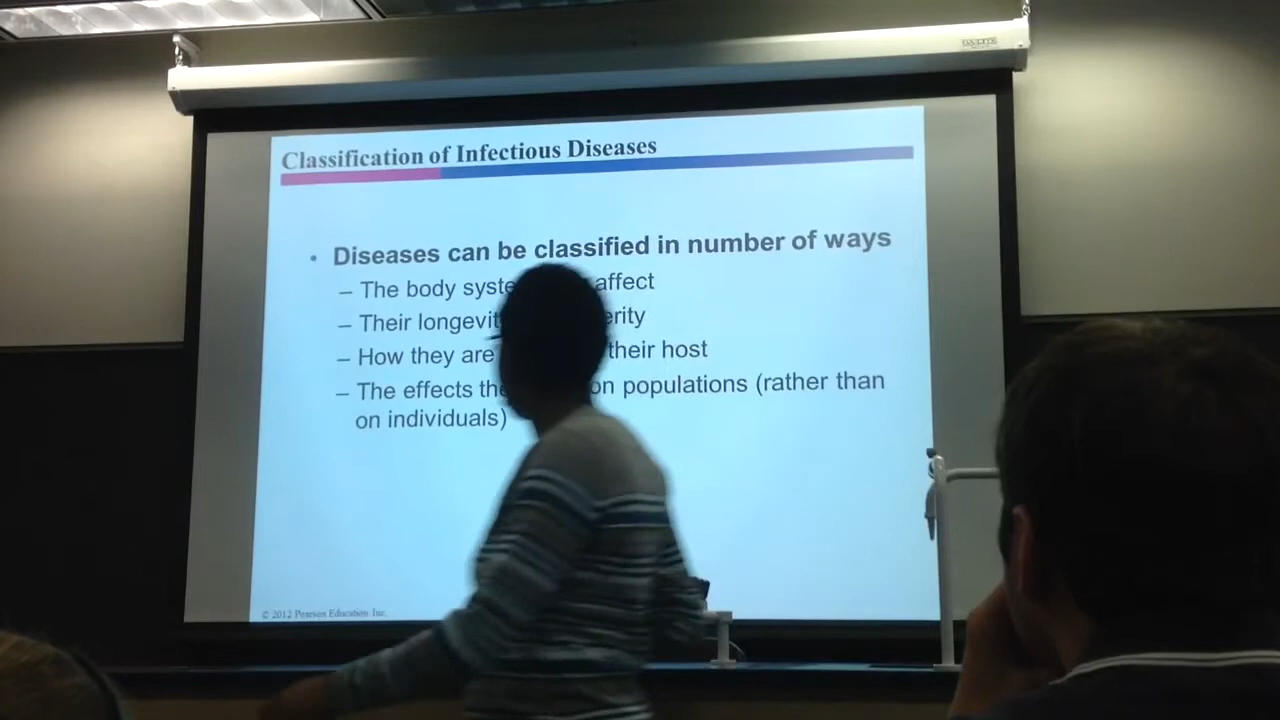 Classification of Infectious Diseases
• Diseases can be classified in number of ways
– The body syste affect
– Their longevit erity
– How they are their host
– The effects the on populations (rather than
on individuals)
© 2012 Pearson Education Inc.